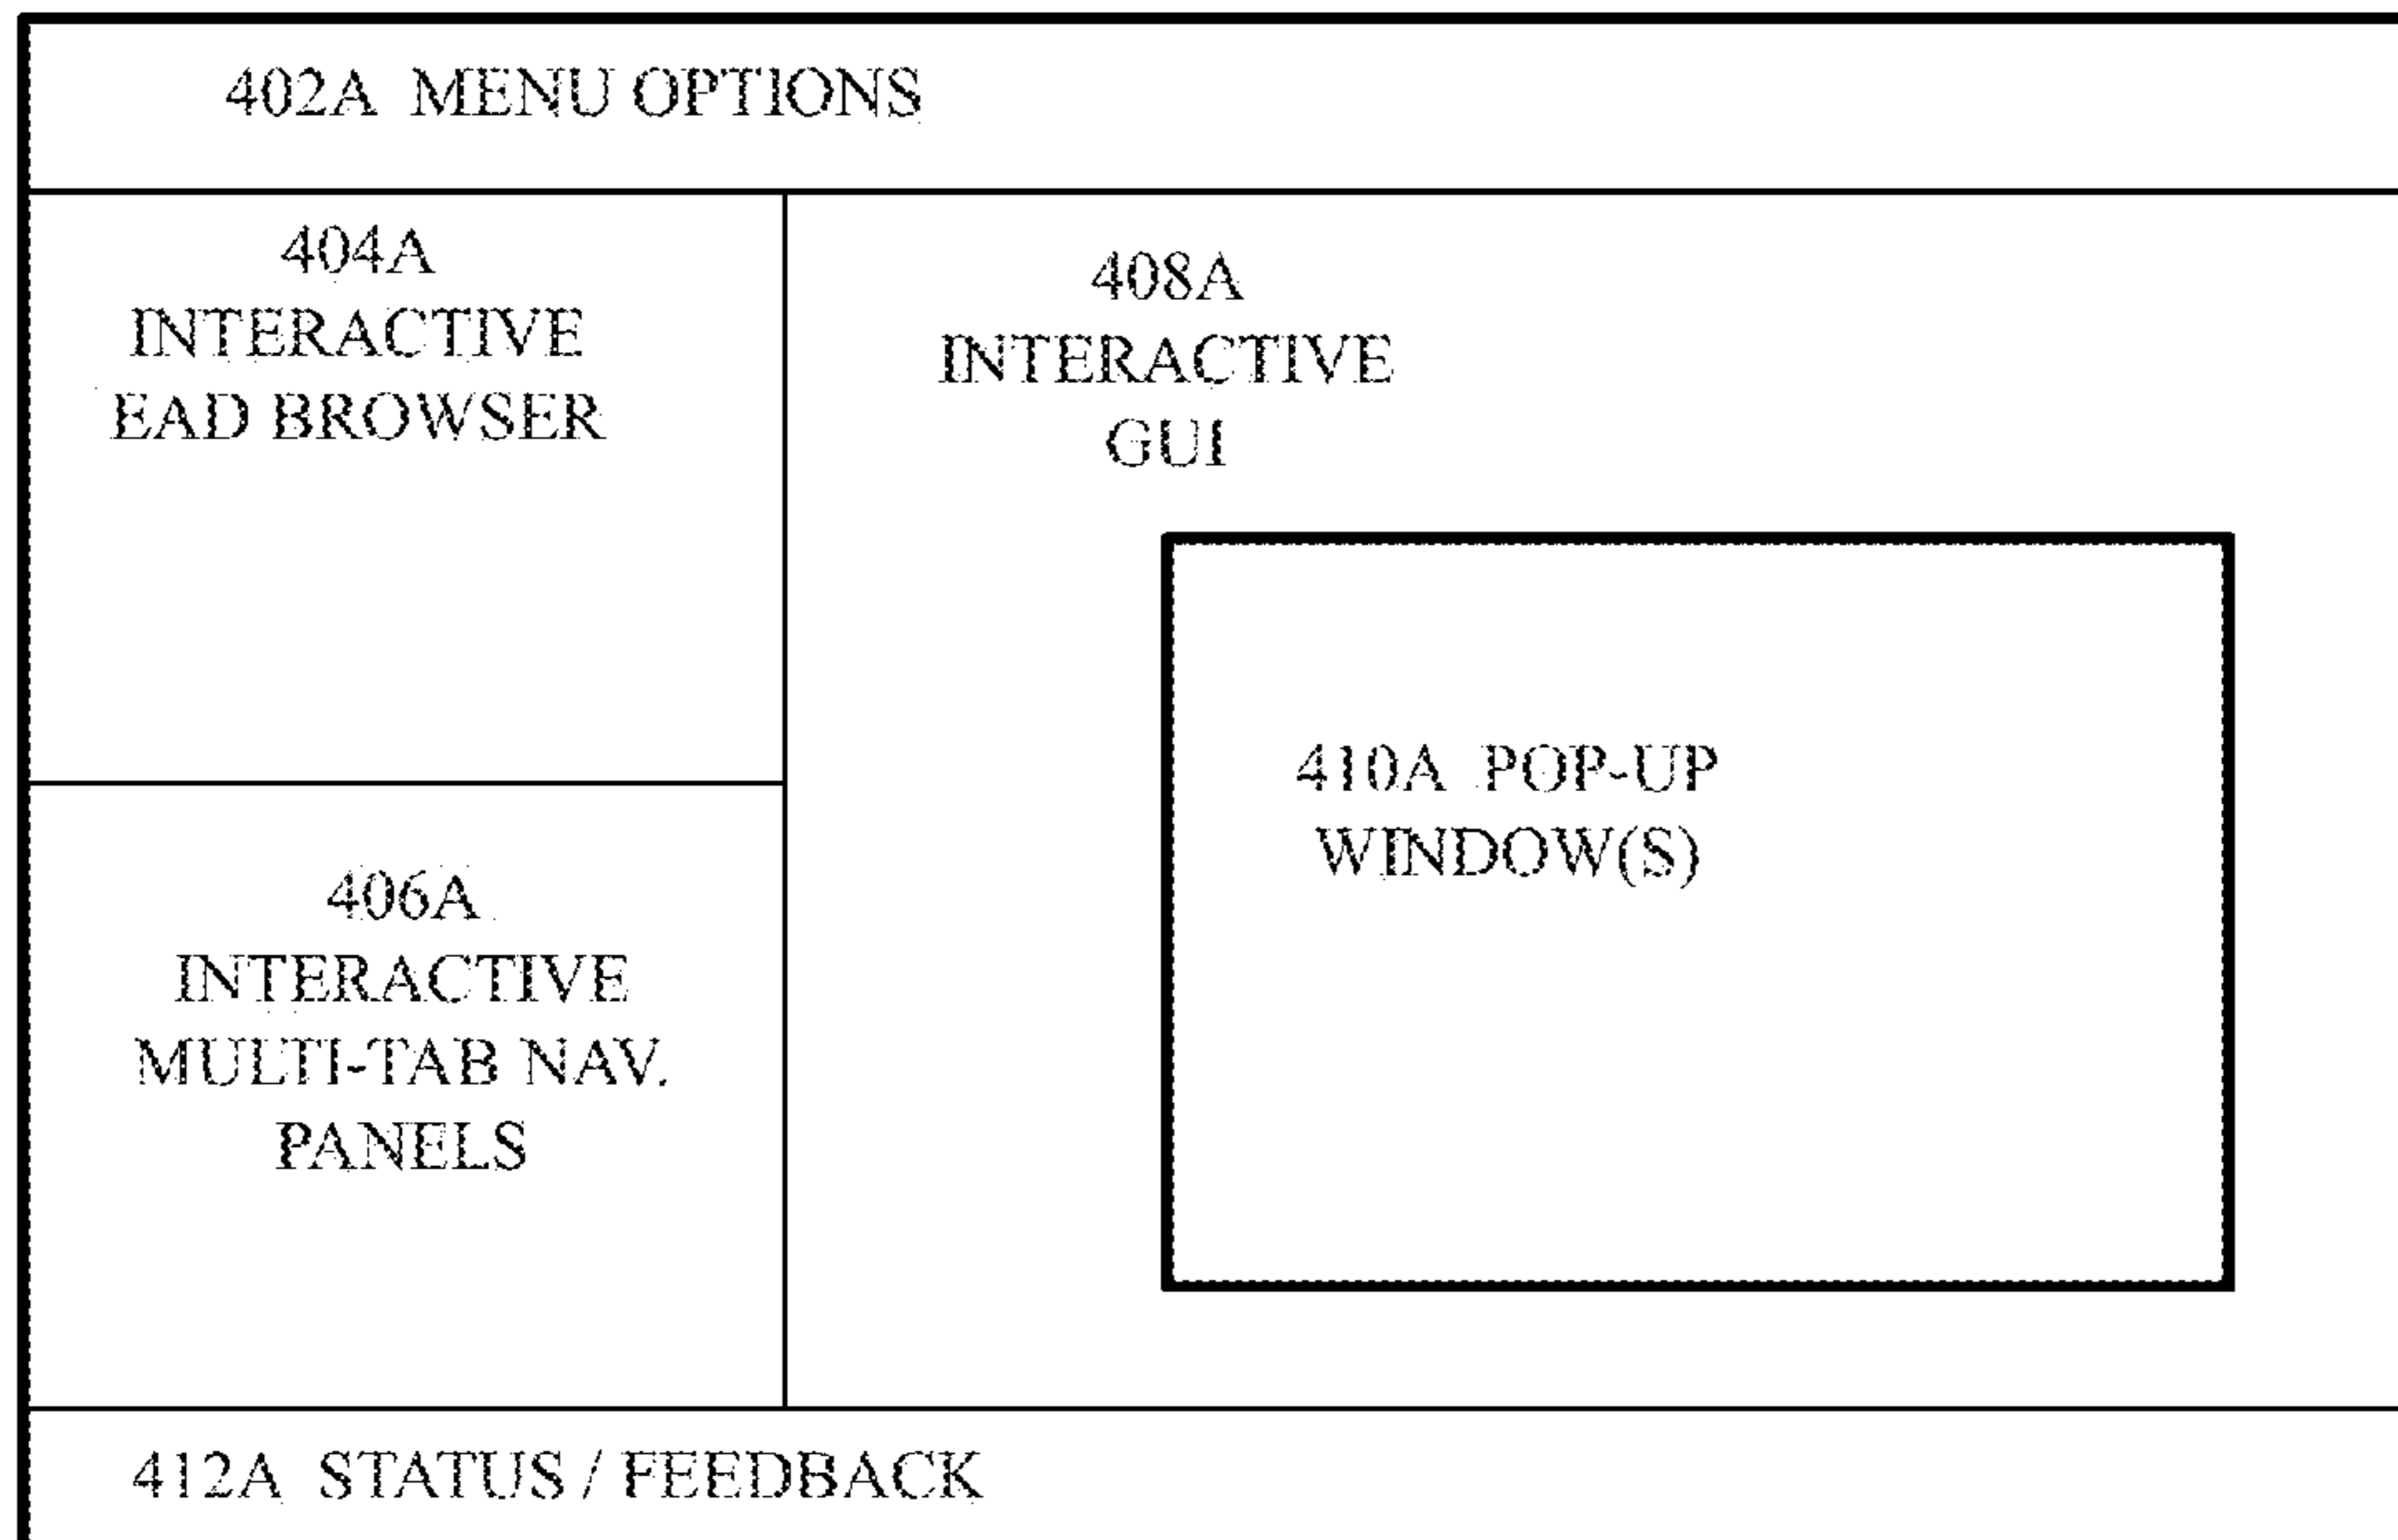 402A MENU OPTIONS
404A
INTERACTIVE
EAD BROWSER
408A
INTERACTIVE
GUI
410A POP-UP
WINDOW(S)
406A
INTERACTIVE
MULTI-TAB NAV.
PANELS
412A STATUS / FEEDBACK